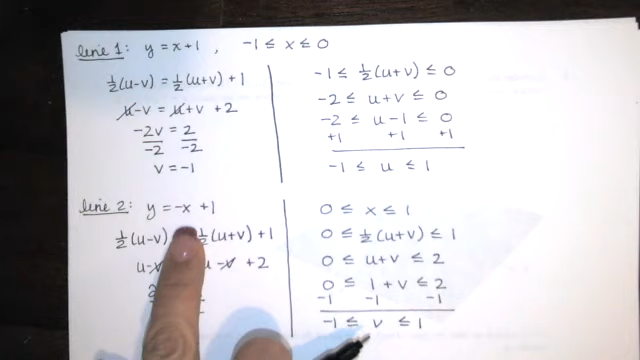 line 1: y = x+1 , -1 ≤ x ≤ 0
½(u-v) = ½(u+v) +1
u-v = u+v +2
-2v = 2
-2 -2
v = -1
-1 ≤ ½(u+v) ≤ 0
-2 ≤ u+v ≤ 0
-2 ≤ u-1 ≤ 0
+1 +1 +1
-1 ≤ u ≤ 1
line 2: y = -x +1
½(u-v) ½(u+v) +1
u-v u -v +2
0 ≤ x ≤ 1
0 ≤ ½(u+v) ≤ 1
0 ≤ u+v ≤ 2
0 ≤ 1+v ≤ 2
-1 -1 -1
-1 ≤ v ≤ 1